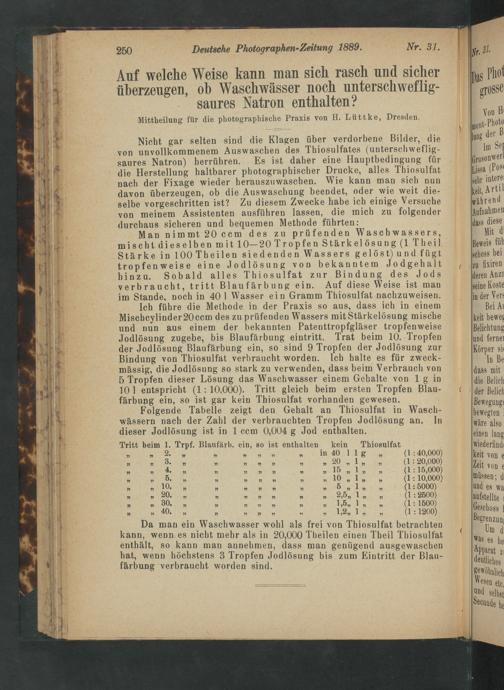 250 Deutsche Photographen-Zeitung 1889. Nr. 31.
Auf welche Weise kann man sich rasch und sicher
überzeugen, ob Waschwässer noch unterschweflig-
saures Natron enthalten?
Mittheilung für die photographische Praxis von H. Lüttke, Dresden.
Nicht gar selten sind die Klagen über verdorbene Bilder, die
von unvollkommenem Auswaschen des Thiosulfates (unterschweflig-
saures Natron) herrühren. Es ist daher eine Hauptbedingung für
die Herstellung haltbarer photographischer Drucke, alles Thiosulfat
nach der Fixage wieder herauszuwaschen. Wie kann man sich nun
davon überzeugen, ob die Auswaschung beendet, oder wie weit die-
selbe vorgeschritten ist? Zu diesem Zwecke habe ich einige Versuche
von meinem Assistenten ausführen lassen, die mich zu folgender
durchaus sicheren und bequemen Methode führten:
Man nimmt 20 ccm des zu prüfenden Waschwassers,
mischt dieselben mit 10—20 Tropfen Stärkelösung (1 Theil
Stärke in 100 Theilen siedenden Wassers gelöst) und fügt
tropfenweise eine Jodlösung von bekanntem Jodgehalt
hinzu. Sobald alles Thiosulfat zur Bindung des Jods
verbraucht, tritt Blaufärbung ein. Auf diese Weise ist man
im Stande, noch in 40 l Wasser ein Gramm Thiosulfat nachzuweisen.
Ich führe die Methode in der Praxis so aus, dass ich in einem
Mischcylinder 20 ccm des zu prüfenden Wassers mit Stärkelösung mische
und nun aus einem der bekannten Patenttropfgläser tropfenweise
Jodlösung zugebe, bis Blaufärbung eintritt. Trat beim 10. Tropfen
der Jodlösung Blaufärbung ein, so sind 9 Tropfen der Jodlösung zur
Bindung von Thiosulfat verbraucht worden. Ich halte es für zweck-
mässig, die Jodlösung so stark zu verwenden, dass beim Verbrauch von
5 Tropfen dieser Lösung das Waschwasser einem Gehalte von 1 g in
10 l entspricht (1 : 10,000). Tritt gleich beim ersten Tropfen Blau-
färbung ein, so ist gar kein Thiosulfat vorhanden gewesen.
Folgende Tabelle zeigt den Gehalt an Thiosulfat in Wasch-
wässern nach der Zahl der verbrauchten Tropfen Jodlösung an. In
dieser Jodlösung ist in 1 ccm 0,004 g Jod enthalten.
Tritt beim 1. Trpf. Blaufärb. ein, so ist enthalten kein Thiosulfat
„ „ 2. „ „ „ „ „ „ in 40 l 1 g „ (1 : 40,000)
„ „ 3. „ „ „ „ „ „ „ 20 „ 1 „ „ (1 : 20,000)
„ „ 4. „ „ „ „ „ „ „ 15 „ 1 „ „ (1 : 15,000)
„ „ 5. „ „ „ „ „ „ „ 10 „ 1 „ „ (1 : 10,000)
„ „ 10. „ „ „ „ „ „ „ 5 „ 1 „ „ (1 : 5000)
„ „ 20. „ „ „ „ „ „ „ 2,5 „ 1 „ „ (1 : 2500)
„ „ 30. „ „ „ „ „ „ „ 1,5 „ 1 „ „ (1 : 1500)
„ „ 40. „ „ „ „ „ „ „ 1,2 „ 1 „ „ (1 : 1200)
Da man ein Waschwasser wohl als frei von Thiosulfat betrachten
kann, wenn es nicht mehr als in 20,000 Theilen einen Theil Thiosulfat
enthält, so kann man annehmen, dass man genügend ausgewaschen
hat, wenn höchstens 3 Tropfen Jodlösung bis zum Eintritt der Blau-
färbung verbraucht worden sind.
Nr. 31.